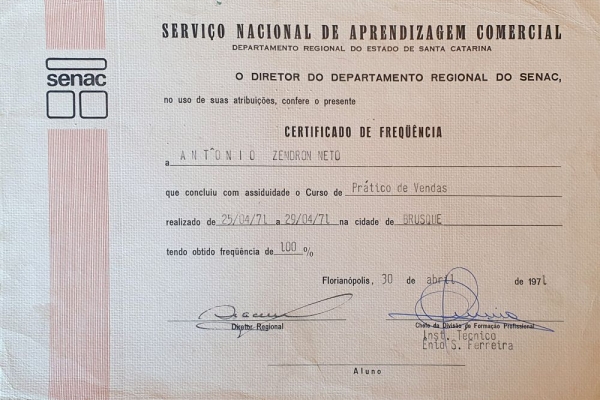 SERVIÇO NACIONAL DE APRENDIZAGEM COMERCIAL
DEPARTAMENTO REGIONAL DO ESTADO DE SANTA CATARINA
senac
O DIRETOR DO DEPARTAMENTO REGIONAL DO SENAC,
no uso de suas atribuições, confere o presente
CERTIFICADO DE FREQÜÊNCIA
a ANTÔNIO ZENDRON NETO
que concluiu com assiduidade o Curso de Prático de Vendas
realizado de 25/04/71 a 29/04/71 na cidade de BRUSQUE
tendo obtido freqüência de 100 %
Florianópolis, 30 de abril de 1971
Diretor Regional
Chefe da Divisão de Formação Profissional
Inst. Tecnico
Enio S. Ferreira
Aluno